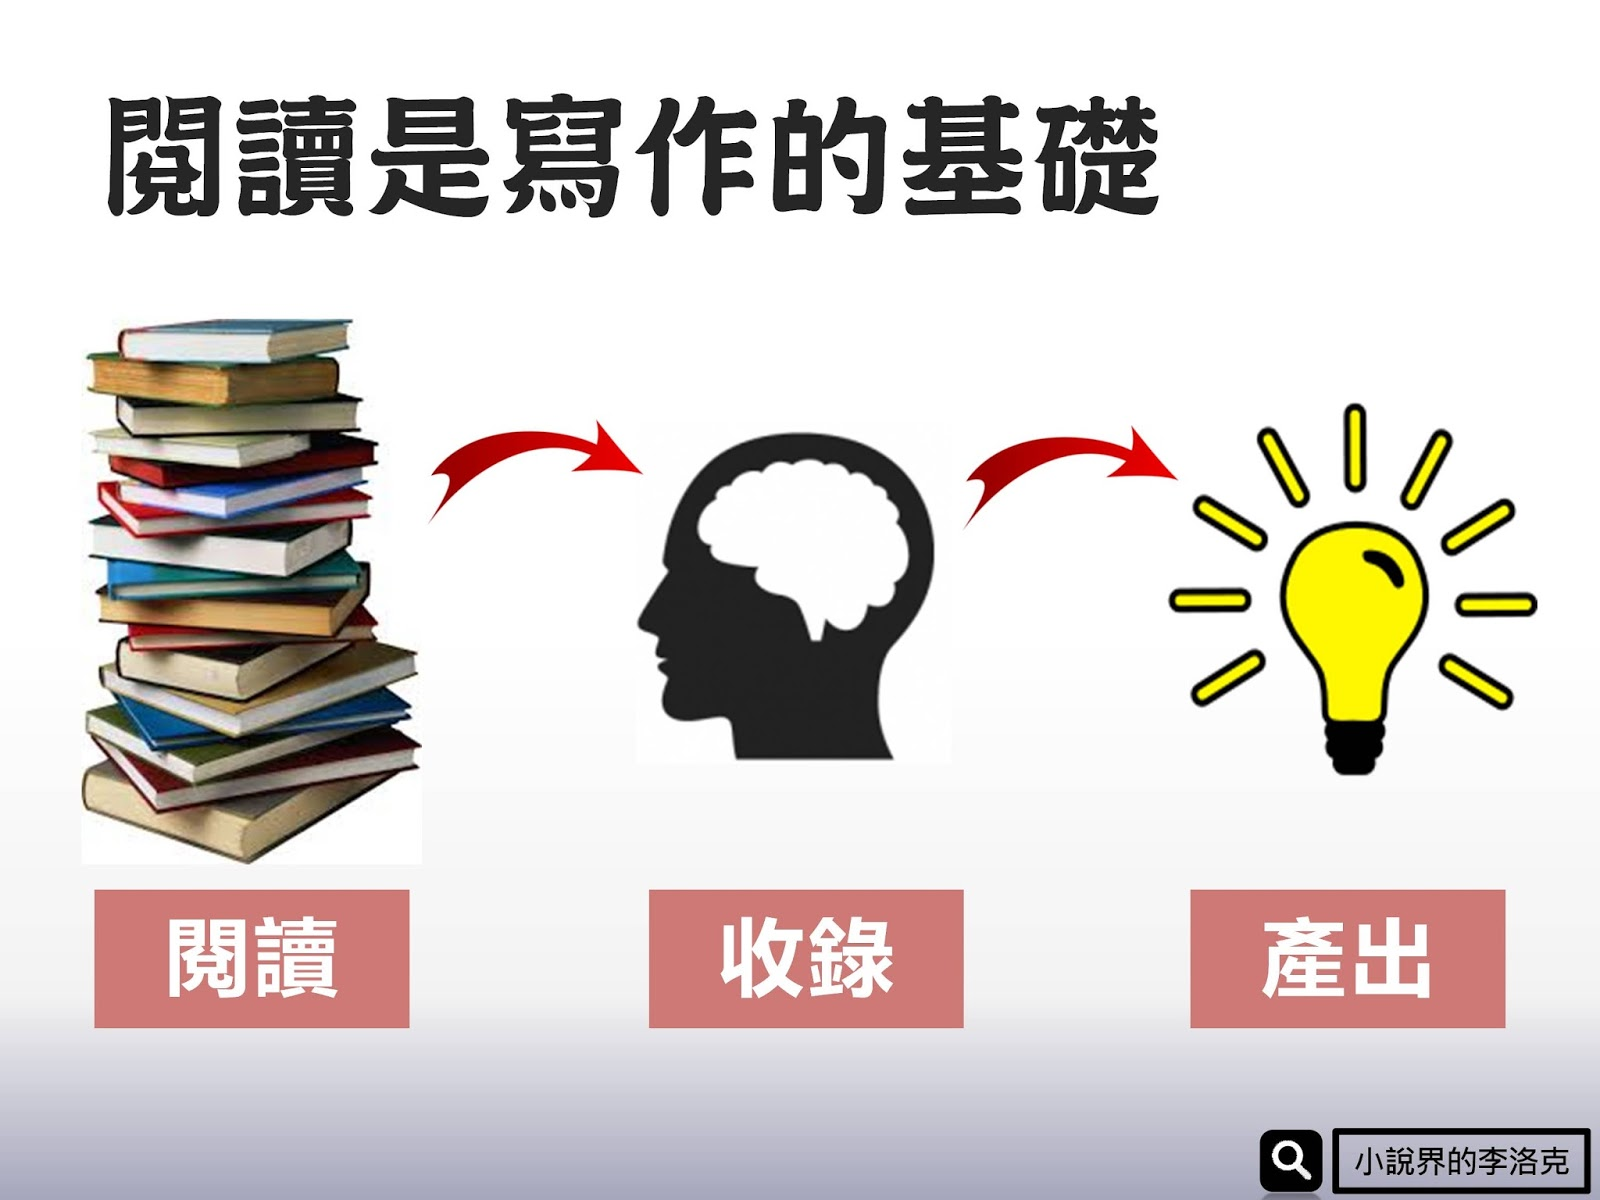 閱讀是寫作的基礎
閱讀
收錄
產出
小說界的李洛克